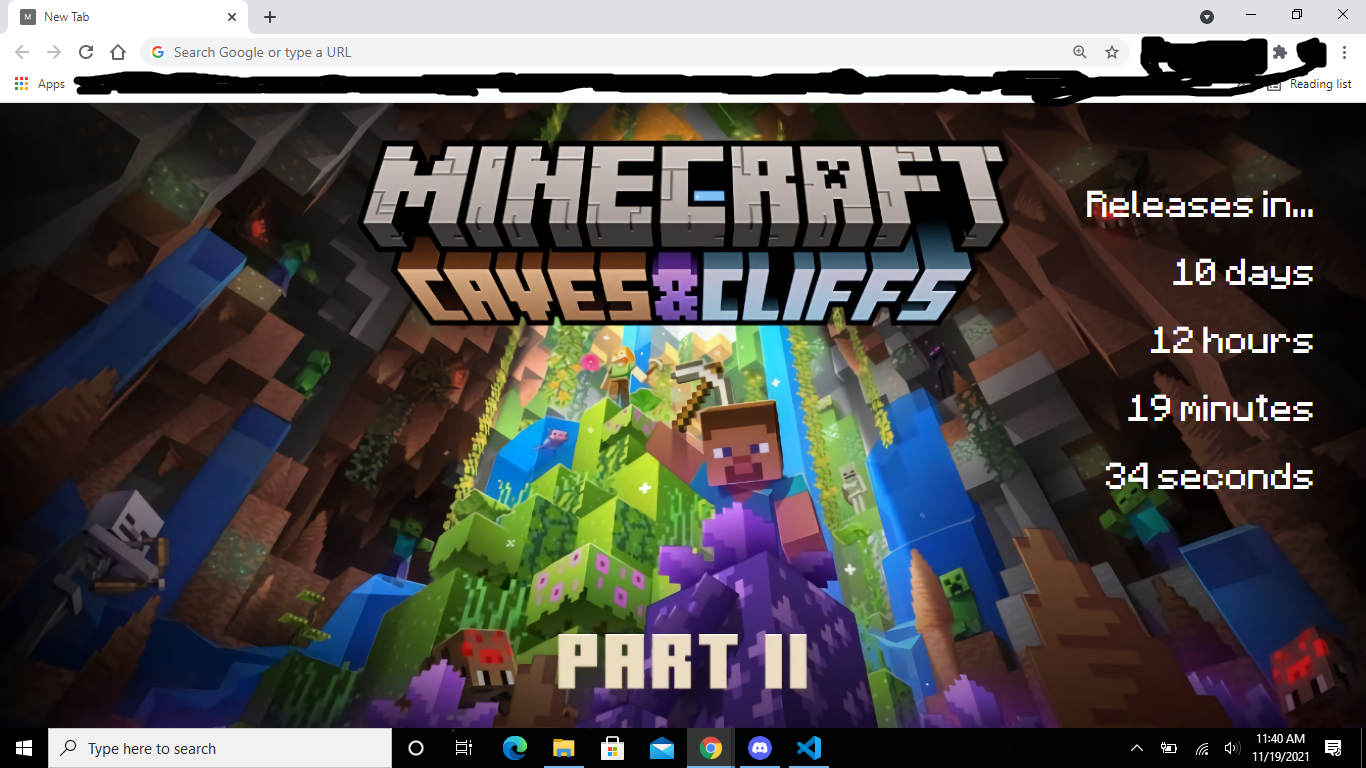 M New Tab
Search Google or type a URL
Apps
Reading list
MINECRAFT
CAVES & CLIFFS
Releases in...
10 days
12 hours
19 minutes
34 seconds
PART II
Type here to search
11:40 AM
11/19/2021